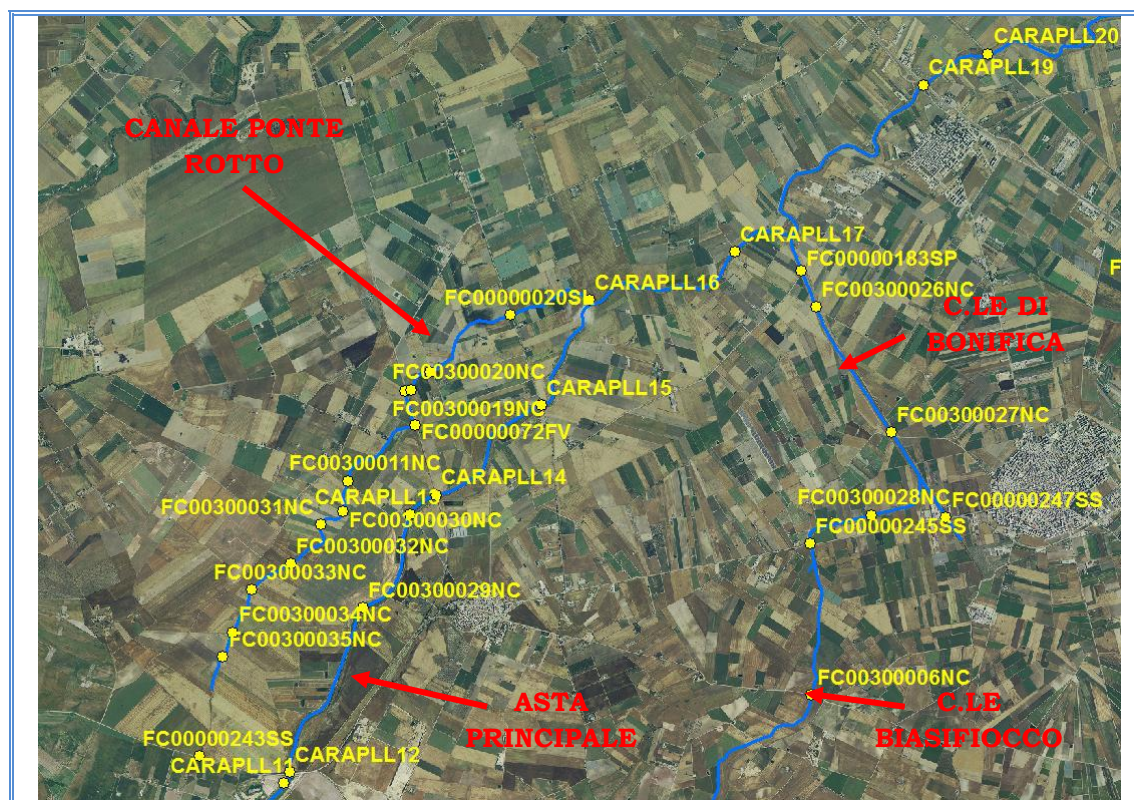 CARAPLL20
CARAPLL19
CANALE PONTE
ROTTO
CARAPLL17
FC00000183SP
CARAPLL16
FC00000020SL
FC00300026NC
C.LE DI
BONIFICA
FC00300020NC
CARAPLL15
FC00300019NC
FC00000072FV
FC00300027NC
FC00300011NC
CARAPLL14
CARAPLL13
FC00300031NC
FC00300030NC
FC00300028NC
FC00000247SS
FC00000245SS
FC00300032NC
FC00300033NC
FC00300029NC
FC00300034NC
FC00300035NC
FC00300006NC
ASTA
PRINCIPALE
C.LE
BIASIFIOCCO
FC00000243SS
CARAPLL12
CARAPLL11
F